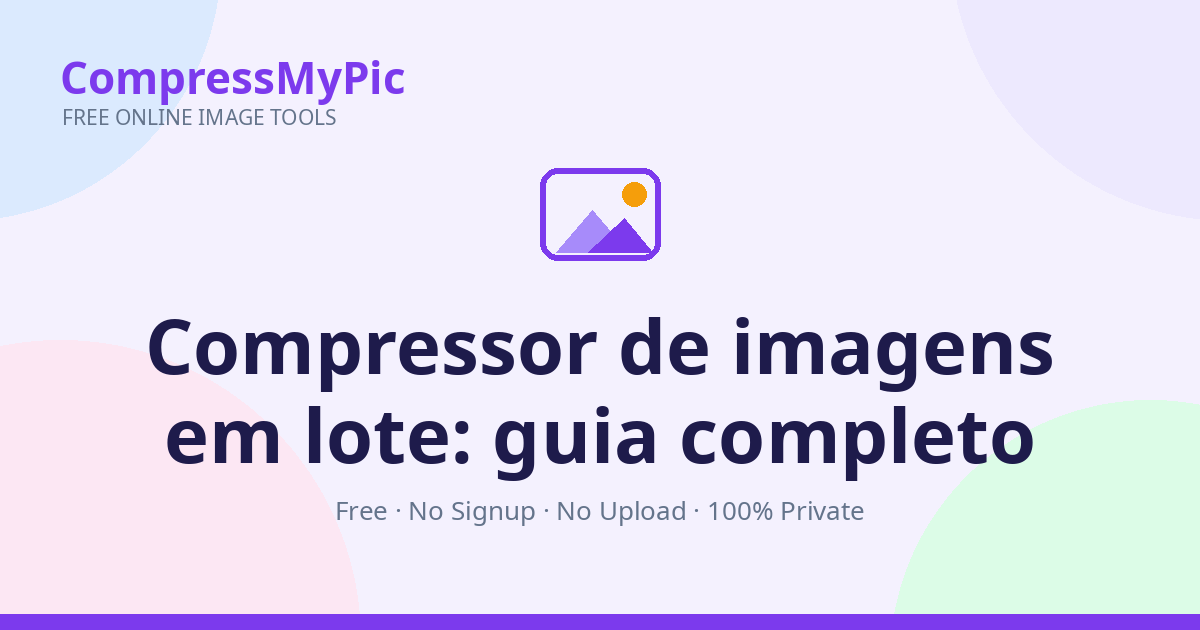 CompressMyPic
FREE ONLINE IMAGE TOOLS
Compressor de imagens
em lote: guia completo
Free · No Signup · No Upload · 100% Private